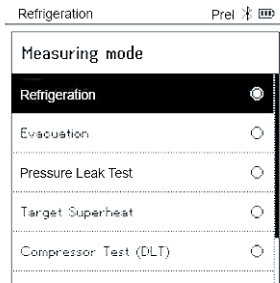 Refrigeration Prel
Measuring mode
Refrigeration
Evacuation
Pressure Leak Test
Target Superheat
Compressor Test (DLT)